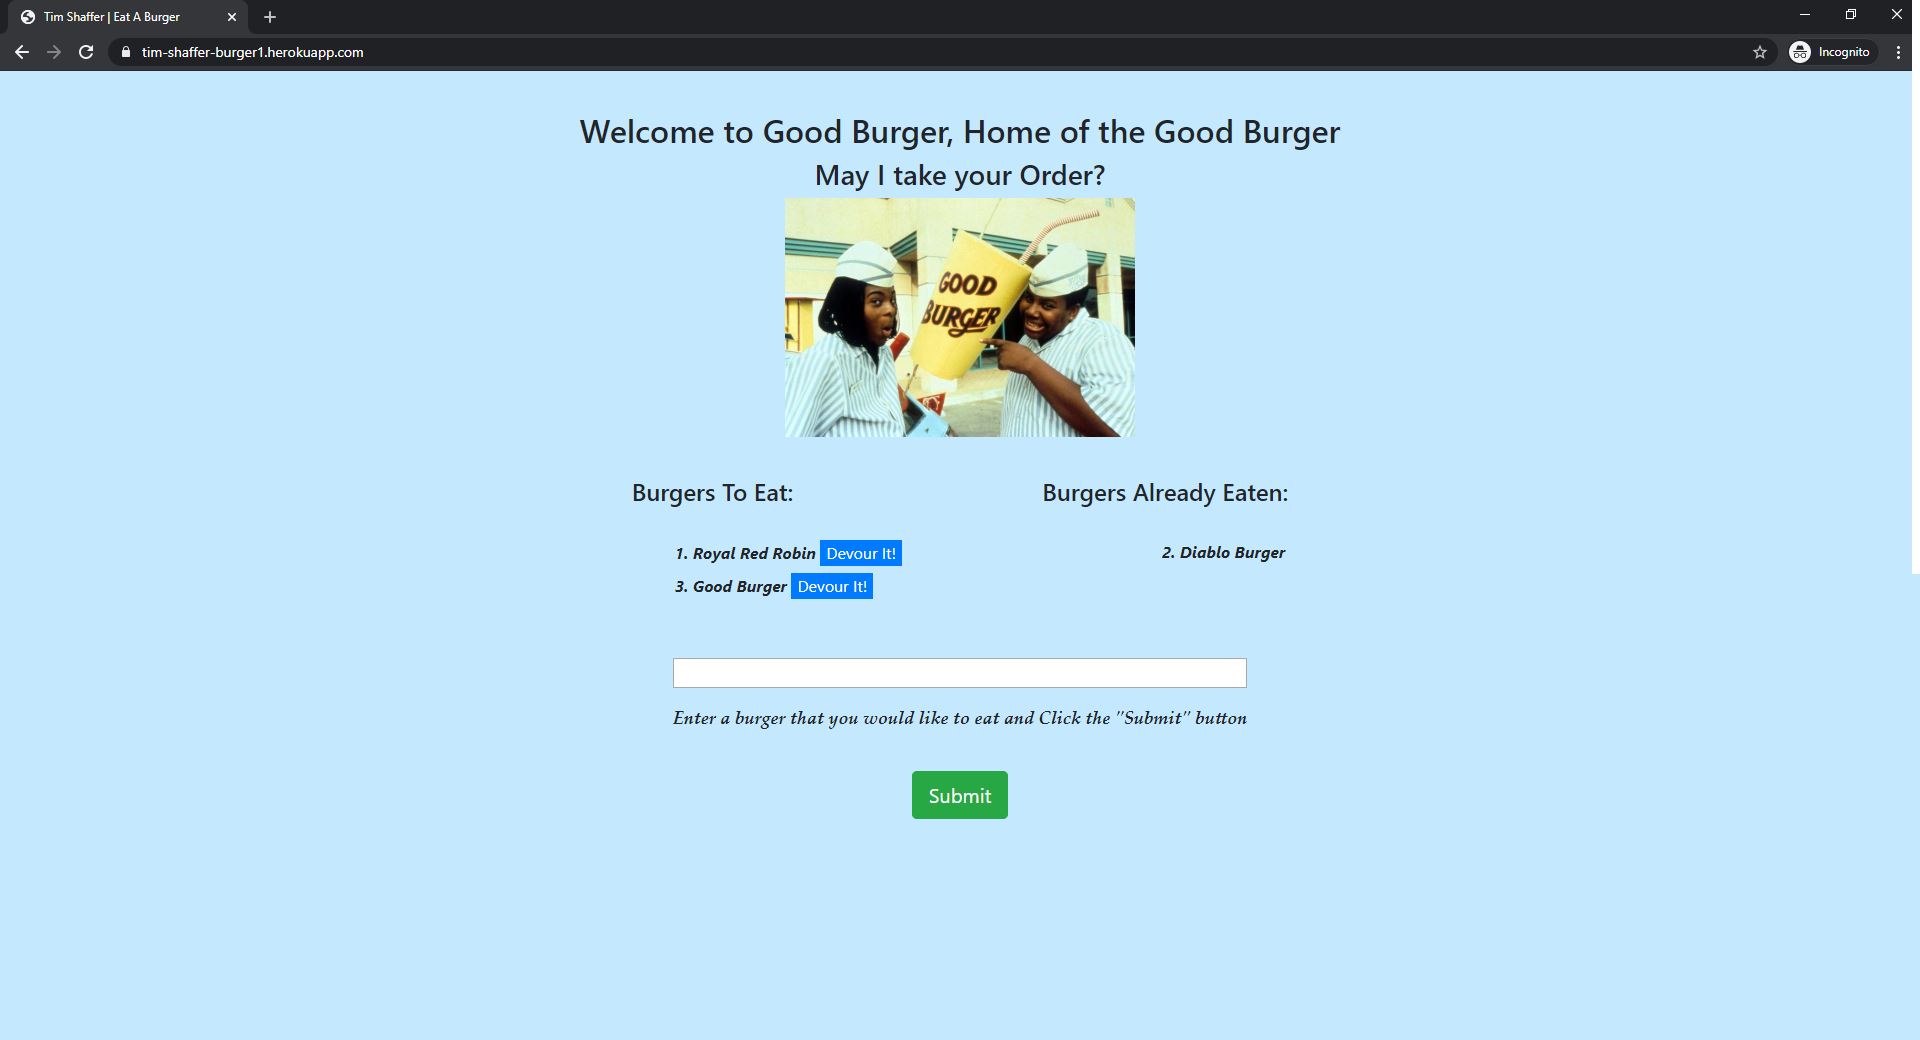 Tim Shaffer | Eat A Burger
tim-shaffer-burger1.herokuapp.com
Incognito
Welcome to Good Burger, Home of the Good Burger
May I take your Order?
GOOD
BURGER
Burgers To Eat:
Burgers Already Eaten:
1. Royal Red Robin Devour It!
2. Diablo Burger
3. Good Burger Devour It!
Enter a burger that you would like to eat and Click the "Submit" button
Submit